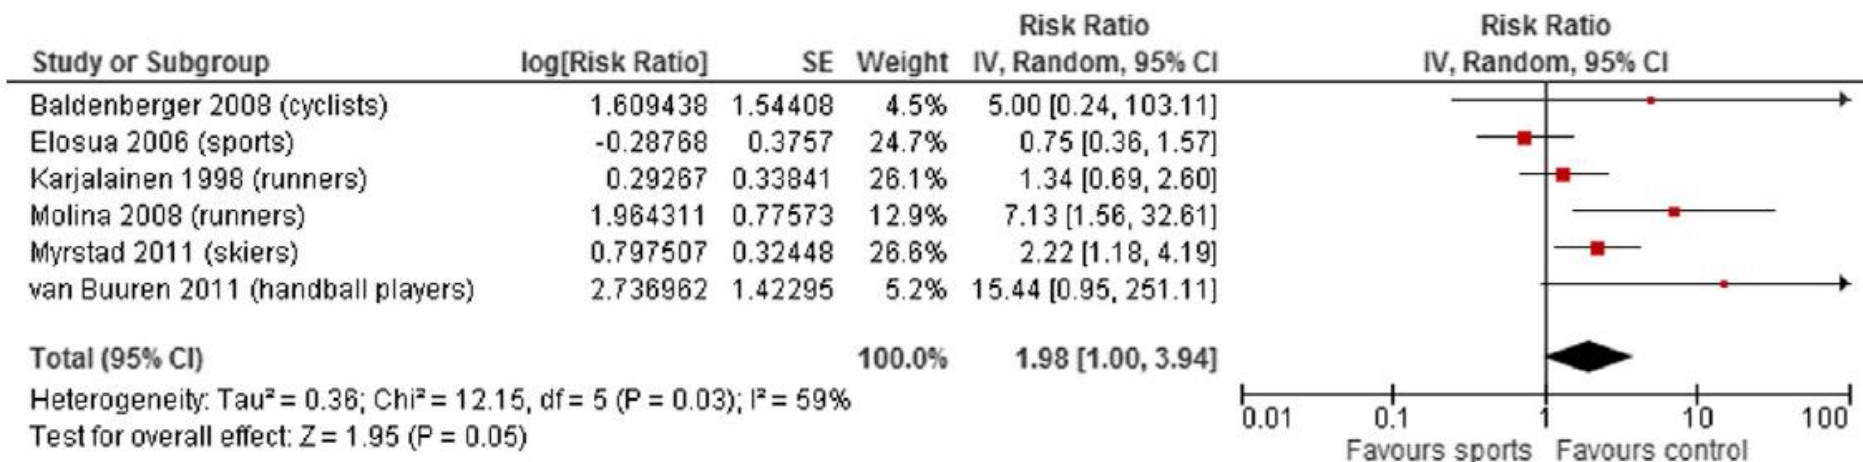 Risk Ratio Risk Ratio
Study or Subgroup log[Risk Ratio] SE Weight IV, Random, 95% CI IV, Random, 95% CI
Baldenberger 2008 (cyclists) 1.609438 1.54408 4.5% 5.00 [0.24, 103.11]
Elosua 2006 (sports) -0.28768 0.3757 24.7% 0.75 [0.36, 1.57]
Karjalainen 1998 (runners) 0.29267 0.33841 26.1% 1.34 [0.69, 2.60]
Molina 2008 (runners) 1.964311 0.77573 12.9% 7.13 [1.56, 32.61]
Myrstad 2011 (skiers) 0.797507 0.32448 26.6% 2.22 [1.18, 4.19]
van Buuren 2011 (handball players) 2.736962 1.42295 5.2% 15.44 [0.95, 251.11]
Total (95% CI) 100.0% 1.98 [1.00, 3.94]
Heterogeneity: Tau² = 0.36; Chi² = 12.15, df = 5 (P = 0.03); I² = 59%
Test for overall effect: Z = 1.95 (P = 0.05)
0.01 0.1 1 10 100
Favours sports Favours control